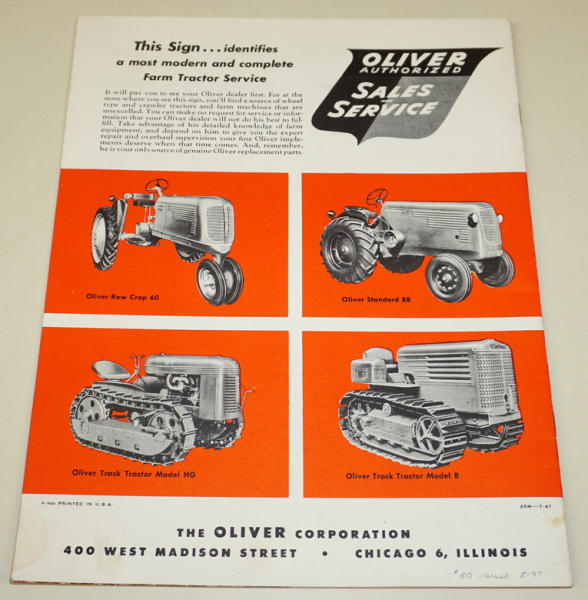 This Sign...identifies
a most modern and complete
Farm Tractor Service
It will pay you to see your Oliver dealer first. For at the
store where you see this sign, you'll find a source of wheel
type and crawler tractors and farm machines that are
unexcelled. You can make no request for service or infor-
mation that your Oliver dealer will not do his best to ful-
fill. Take advantage of his detailed knowledge of farm
equipment, and depend on him to give you the expert
repair and overhaul supervision your fine Oliver imple-
ments deserve when that time comes. And, remember,
he is your only source of genuine Oliver replacement parts.
OLIVER
AUTHORIZED
SALES
SERVICE
Oliver Row Crop 60
Oliver Standard 88
Oliver Track Tractor Model HG
Oliver Track Tractor Model B
PRINTED IN U.S.A.
25M—7-47
THE OLIVER CORPORATION
400 WEST MADISON STREET • CHICAGO 6, ILLINOIS
8-97